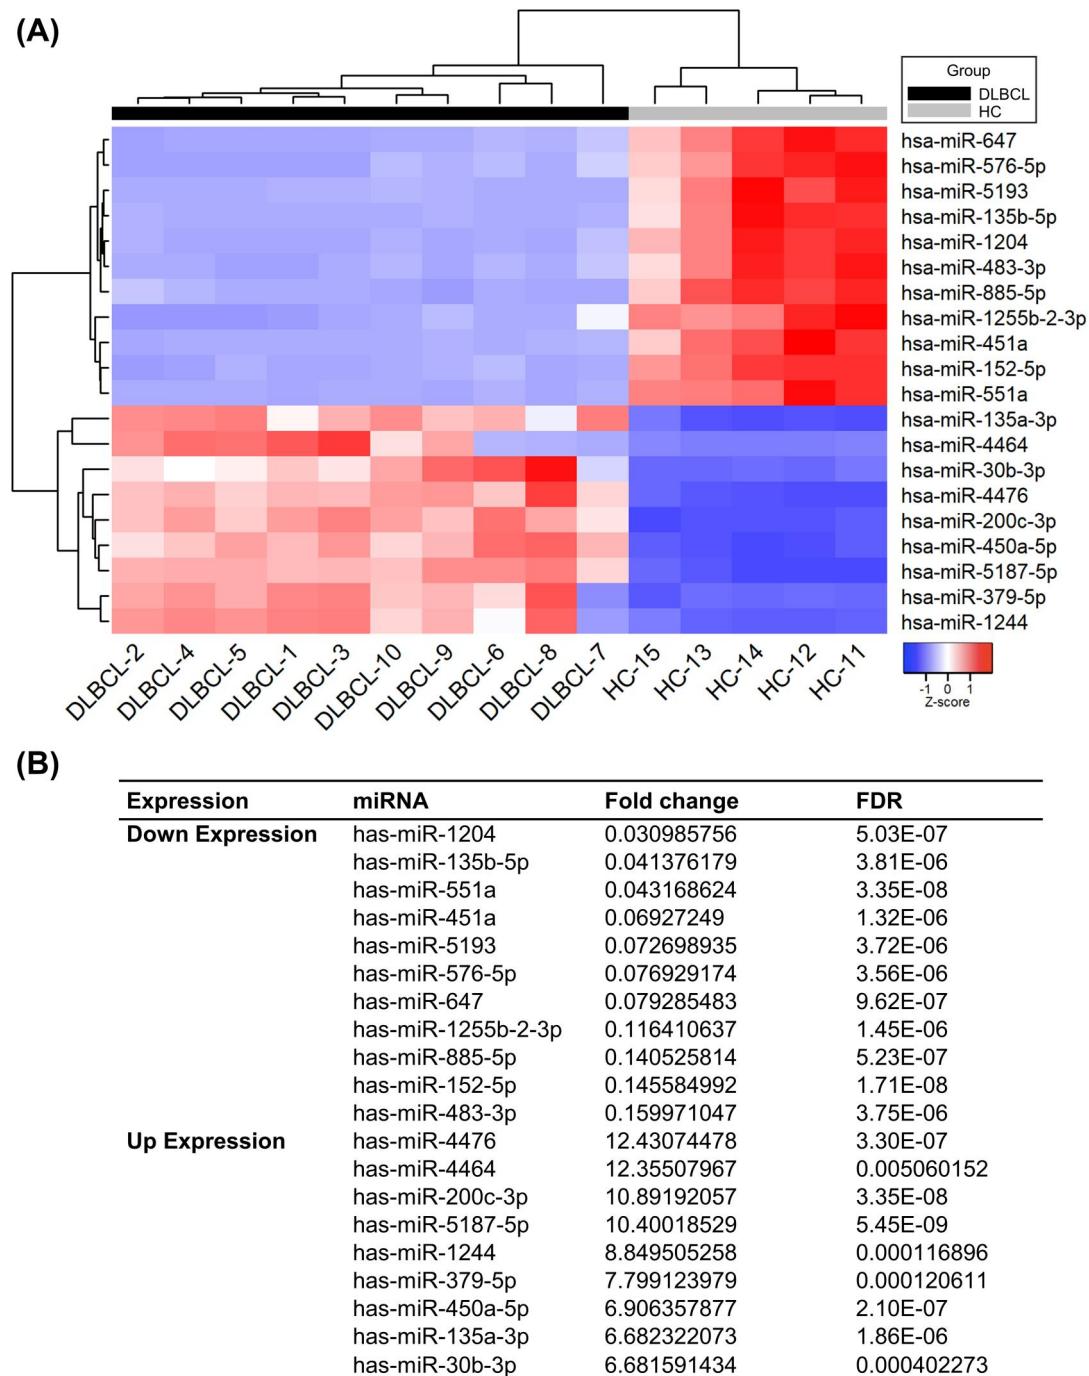 (A)
Group
DLBCL
HC
hsa-miR-647
hsa-miR-576-5p
hsa-miR-5193
hsa-miR-135b-5p
hsa-miR-1204
hsa-miR-483-3p
hsa-miR-885-5p
hsa-miR-1255b-2-3p
hsa-miR-451a
hsa-miR-152-5p
hsa-miR-551a
hsa-miR-135a-3p
hsa-miR-4464
hsa-miR-30b-3p
hsa-miR-4476
hsa-miR-200c-3p
hsa-miR-450a-5p
hsa-miR-5187-5p
hsa-miR-379-5p
hsa-miR-1244
DLBCL-2 DLBCL-4 DLBCL-5 DLBCL-1 DLBCL-3 DLBCL-10 DLBCL-9 DLBCL-6 DLBCL-8 DLBCL-7 HC-15 HC-13 HC-14 HC-12 HC-11
-1 0 1
Z-score
(B)
Expression miRNA Fold change FDR
Down Expression has-miR-1204 0.030985756 5.03E-07
has-miR-135b-5p 0.041376179 3.81E-06
has-miR-551a 0.043168624 3.35E-08
has-miR-451a 0.06927249 1.32E-06
has-miR-5193 0.072698935 3.72E-06
has-miR-576-5p 0.076929174 3.56E-06
has-miR-647 0.079285483 9.62E-07
has-miR-1255b-2-3p 0.116410637 1.45E-06
has-miR-885-5p 0.140525814 5.23E-07
has-miR-152-5p 0.145584992 1.71E-08
has-miR-483-3p 0.159971047 3.75E-06
Up Expression has-miR-4476 12.43074478 3.30E-07
has-miR-4464 12.35507967 0.005060152
has-miR-200c-3p 10.89192057 3.35E-08
has-miR-5187-5p 10.40018529 5.45E-09
has-miR-1244 8.849505258 0.000116896
has-miR-379-5p 7.799123979 0.000120611
has-miR-450a-5p 6.906357877 2.10E-07
has-miR-135a-3p 6.682322073 1.86E-06
has-miR-30b-3p 6.681591434 0.000402273